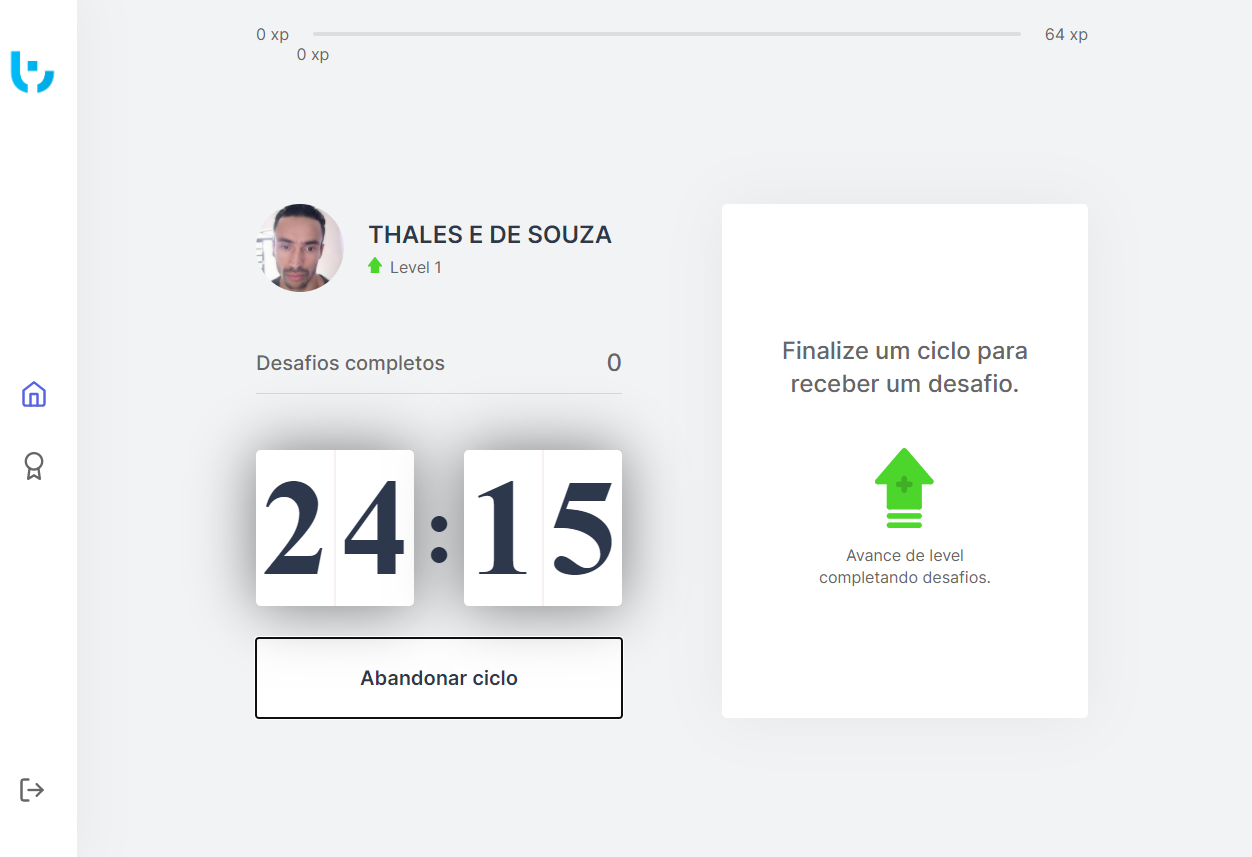 0 xp
64 xp
0 xp
THALES E DE SOUZA
Level 1
Desafios completos
0
24:15
Abandonar ciclo
Finalize um ciclo para
receber um desafio.
Avance de level
completando desafios.